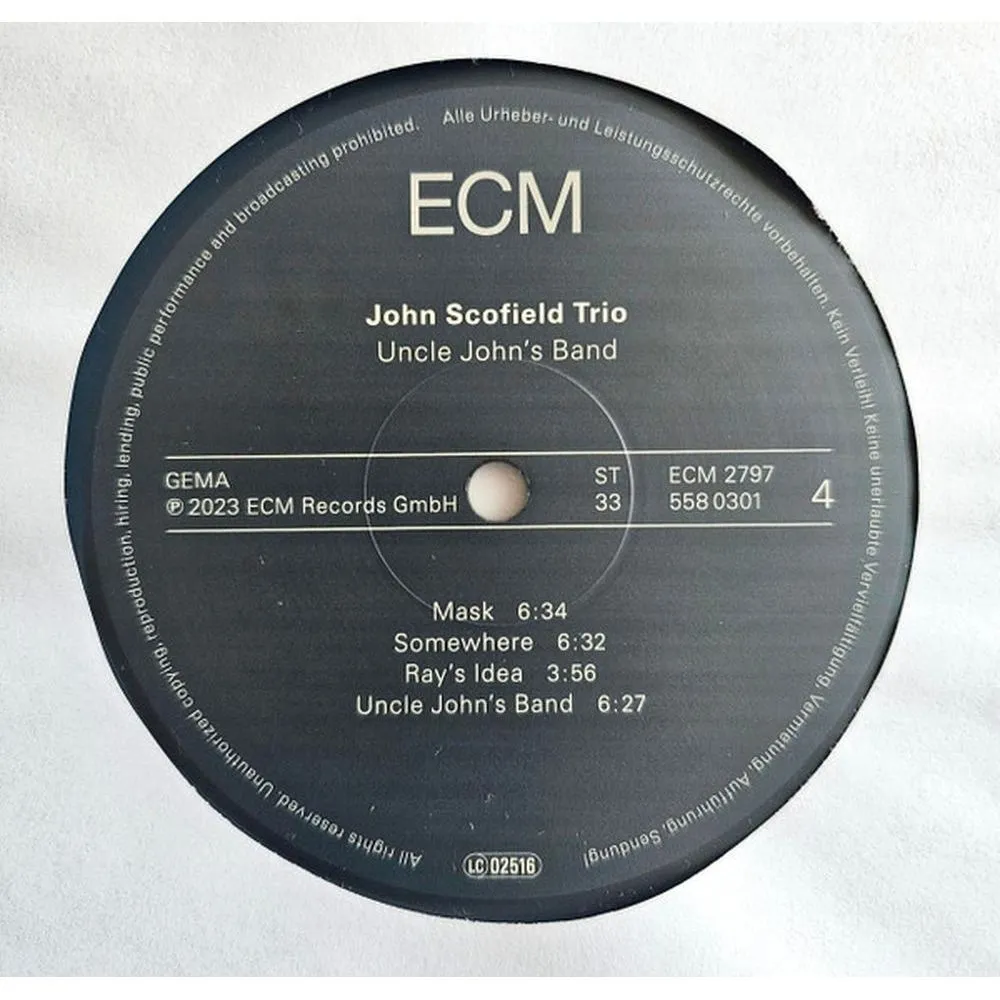 ECM
John Scofield Trio
Uncle John's Band
GEMA
℗ 2023 ECM Records GmbH
ST
33
ECM 2797
558 0301
4
Mask 6:34
Somewhere 6:32
Ray's Idea 3:56
Uncle John's Band 6:27
LC 02516
All rights reserved. Unauthorized copying, reproduction, hiring, lending, public performance and broadcasting prohibited.
Alle Urheber- und Leistungsschutzrechte vorbehalten. Kein Verleih! Keine unerlaubte Vervielfältigung, Vermietung, Aufführung, Sendung!